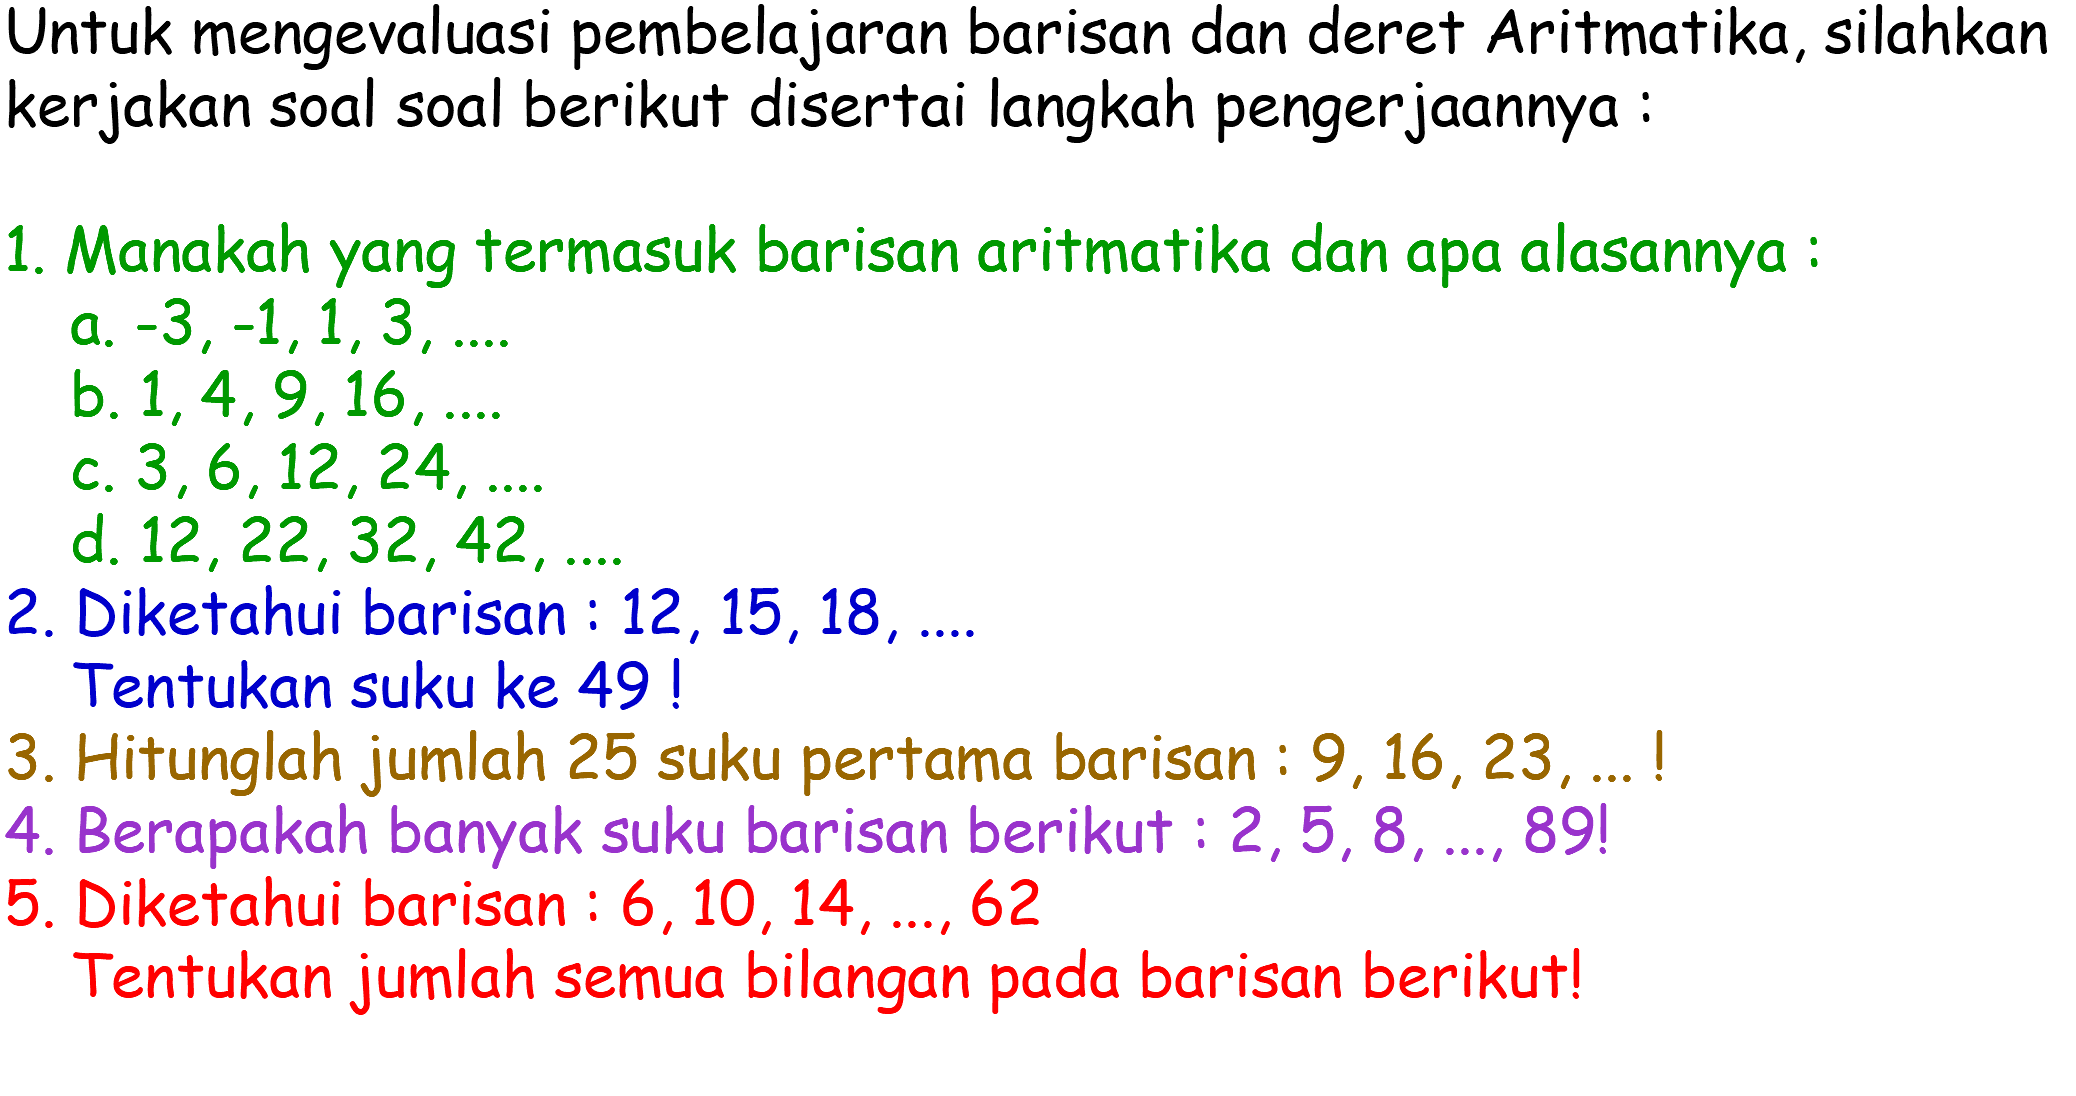 Untuk mengevaluasi pembelajaran barisan dan deret Aritmatika, silahkan
kerjakan soal soal berikut disertai langkah pengerjaannya :
1. Manakah yang termasuk barisan aritmatika dan apa alasannya :
a. -3, -1, 1, 3, ....
b. 1, 4, 9, 16, ....
c. 3, 6, 12, 24, ....
d. 12, 22, 32, 42, ....
2. Diketahui barisan : 12, 15, 18, ....
Tentukan suku ke 49 !
3. Hitunglah jumlah 25 suku pertama barisan : 9, 16, 23, ... !
4. Berapakah banyak suku barisan berikut : 2, 5, 8, ..., 89!
5. Diketahui barisan : 6, 10, 14, ..., 62
Tentukan jumlah semua bilangan pada barisan berikut!